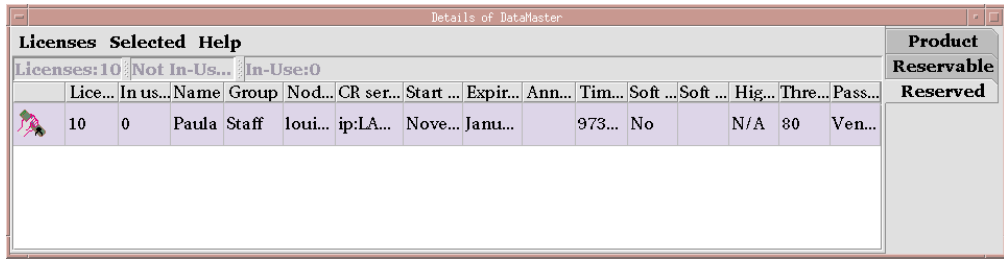 Details of DataMaster
Licenses Selected Help
Product
Licenses:10 Not In-Us... In-Use:0
Reservable
Lice... In us... Name Group Nod... CR ser... Start ... Expir... Ann... Tim... Soft ... Soft ... Hig... Thre... Pass...
Reserved
10 0 Paula Staff loui... ip:LA... Nove... Janu... 973... No N/A 80 Ven...